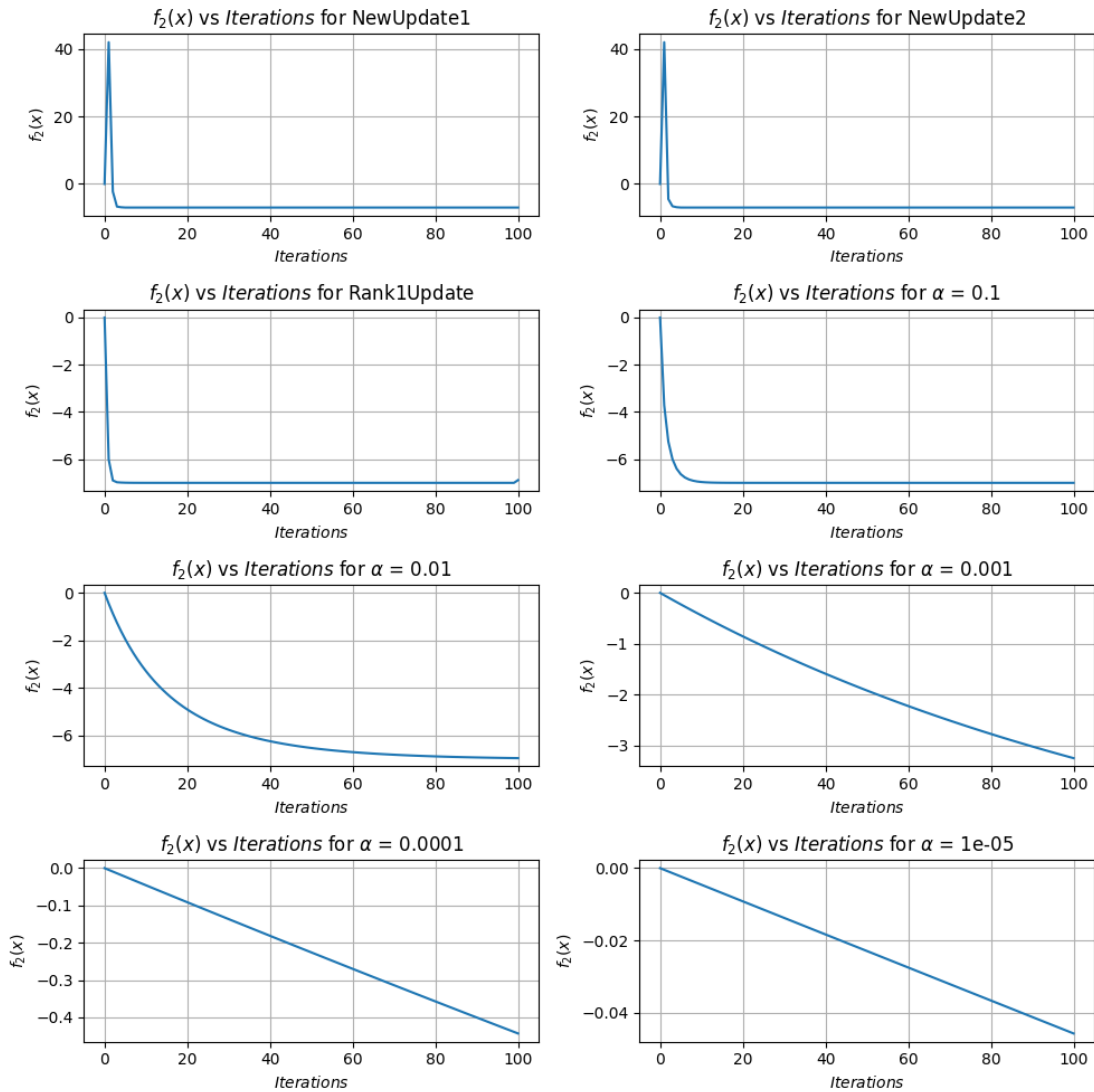 f₂(x) vs Iterations for NewUpdate1
40
20
0
f₂(x)
0 20 40 60 80 100
Iterations
f₂(x) vs Iterations for NewUpdate2
40
20
0
f₂(x)
0 20 40 60 80 100
Iterations
f₂(x) vs Iterations for Rank1Update
0
−2
−4
−6
f₂(x)
0 20 40 60 80 100
Iterations
f₂(x) vs Iterations for α = 0.1
0
−2
−4
−6
f₂(x)
0 20 40 60 80 100
Iterations
f₂(x) vs Iterations for α = 0.01
0
−2
−4
−6
f₂(x)
0 20 40 60 80 100
Iterations
f₂(x) vs Iterations for α = 0.001
0
−1
−2
−3
f₂(x)
0 20 40 60 80 100
Iterations
f₂(x) vs Iterations for α = 0.0001
0.0
−0.1
−0.2
−0.3
−0.4
f₂(x)
0 20 40 60 80 100
Iterations
f₂(x) vs Iterations for α = 1e-05
0.00
−0.02
−0.04
f₂(x)
0 20 40 60 80 100
Iterations